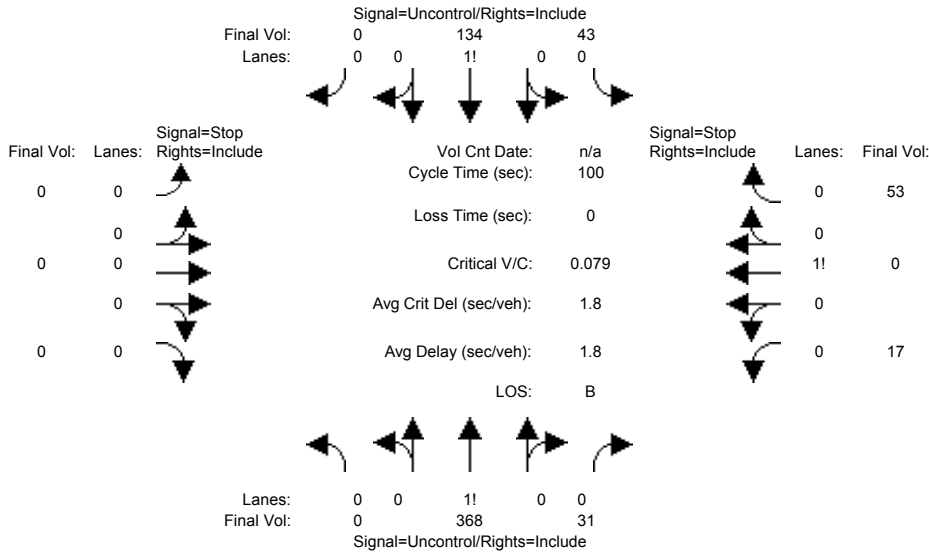 Signal=Uncontrol/Rights=Include
Final Vol: 0 134 43
Lanes: 0 0 1! 0 0
Signal=Stop Signal=Stop
Final Vol: Lanes: Rights=Include Vol Cnt Date: n/a Rights=Include Lanes: Final Vol:
Cycle Time (sec): 100
0 0 0 53
Loss Time (sec): 0
0 0
0 0 Critical V/C: 0.079 1! 0
0 Avg Crit Del (sec/veh): 1.8 0
0 0 Avg Delay (sec/veh): 1.8 0 17
LOS: B
Lanes: 0 0 1! 0 0
Final Vol: 0 368 31
Signal=Uncontrol/Rights=Include